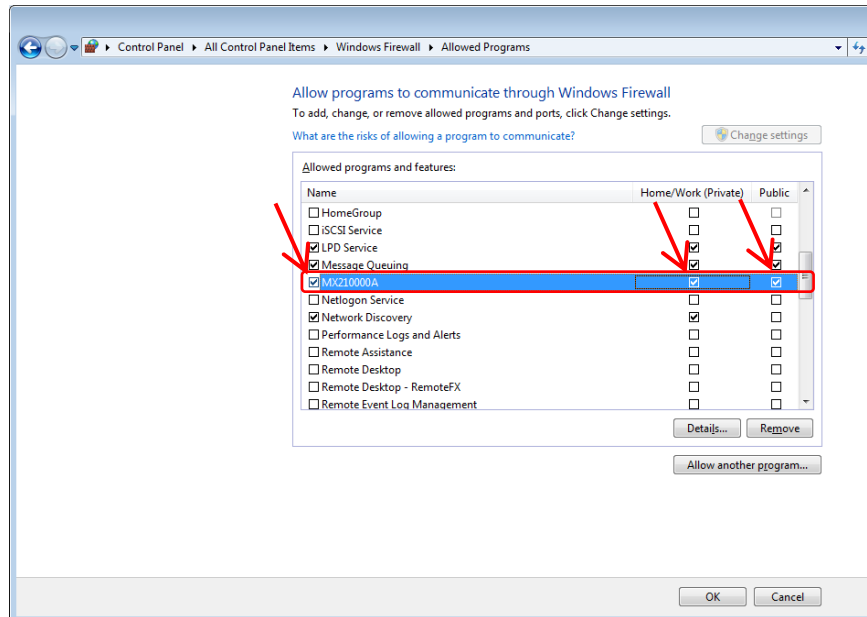 Control Panel All Control Panel Items Windows Firewall Allowed Programs
Allow programs to communicate through Windows Firewall
To add, change, or remove allowed programs and ports, click Change settings.
What are the risks of allowing a program to communicate?
Change settings
Allowed programs and features:
Name Home/Work (Private) Public
HomeGroup
iSCSI Service
LPD Service
Message Queuing
MX210000A
Netlogon Service
Network Discovery
Performance Logs and Alerts
Remote Assistance
Remote Desktop
Remote Desktop - RemoteFX
Remote Event Log Management
Details... Remove
Allow another program...
OK Cancel